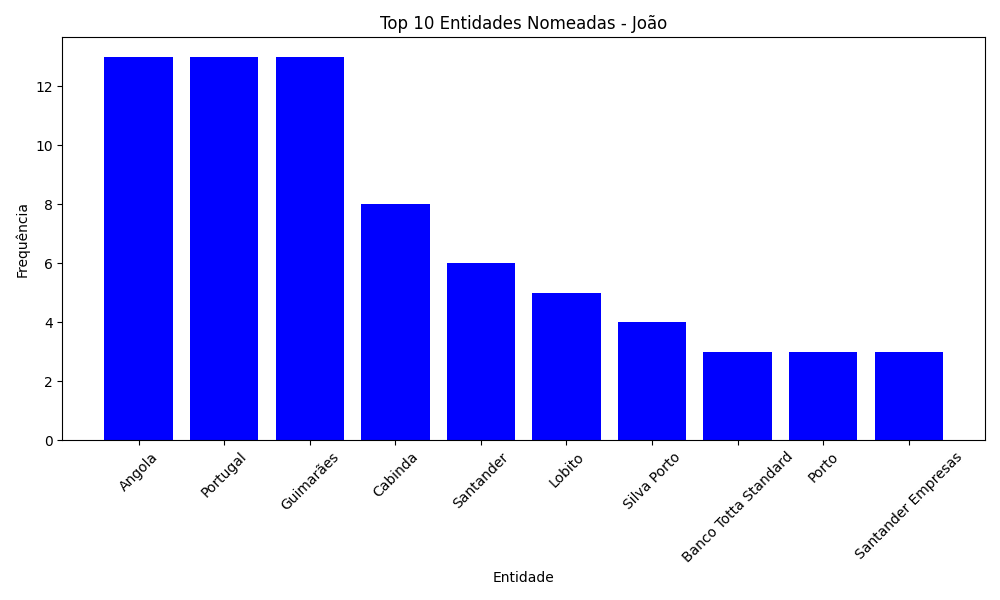 Top 10 Entidades Nomeadas - João
Frequência
12
10
8
6
4
2
0
Angola
Portugal
Guimarães
Cabinda
Santander
Lobito
Silva Porto
Banco Totta Standard
Porto
Santander Empresas
Entidade